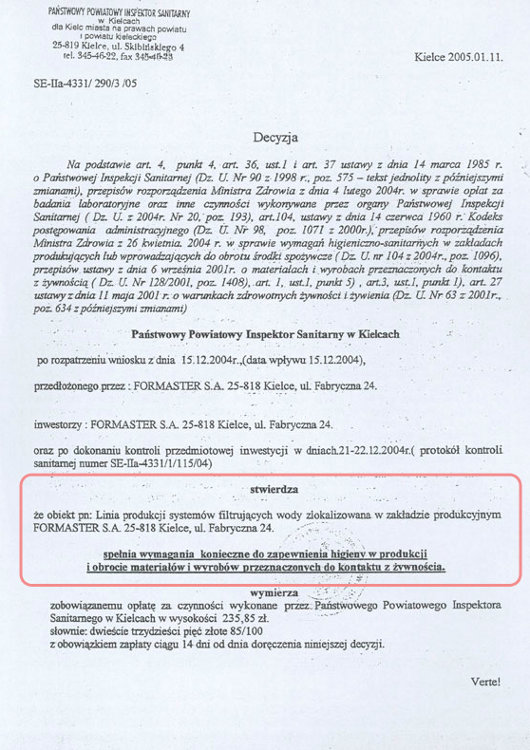 PAŃSTWOWY POWIATOWY INSPEKTOR SANITARNY
w Kielcach
dla Kielc miasta na prawach powiatu
i powiatu kieleckiego
25-819 Kielce, ul. Skibińskiego 4
tel. 345-46-22, fax 345-46-23
Kielce 2005.01.11.
SE-IIa-4331/ 290/3 /05
Decyzja
Na podstawie art. 4, punkt 4, art. 36, ust.1 i art. 37 ustawy z dnia 14 marca 1985 r.
o Państwowej Inspekcji Sanitarnej (Dz. U. Nr 90 z 1998 r., poz. 575 – tekst jednolity z późniejszymi
zmianami), przepisów rozporządzenia Ministra Zdrowia z dnia 4 lutego 2004r. w sprawie opłat za
badania laboratoryjne oraz inne czynności wykonywane przez organy Państwowej Inspekcji
Sanitarnej ( Dz. U. z 2004r. Nr 20, poz. 193), art.104, ustawy z dnia 14 czerwca 1960 r. Kodeks
postępowania administracyjnego (Dz. U. Nr 98, poz. 1071 z 2000r.), przepisów rozporządzenia
Ministra Zdrowia z 26 kwietnia. 2004 r. w sprawie wymagań higieniczno-sanitarnych w zakładach
produkujących lub wprowadzających do obrotu środki spożywcze ( Dz. U. nr 104 z 2004r., poz. 1096),
przepisów ustawy z dnia 6 września 2001r. o materiałach i wyrobach przeznaczonych do kontaktu
z żywnością ( Dz. U. Nr 128/2001, poz. 1408), art. 1, ust.1, punkt 5) , art.3, ust.1, punkt 1), art. 27
ustawy z dnia 11 maja 2001 r. o warunkach zdrowotnych żywności i żywienia (Dz. U. Nr 63 z 2001r.,
poz. 634 z późniejszymi zmianami)
Państwowy Powiatowy Inspektor Sanitarny w Kielcach
po rozpatrzeniu wniosku z dnia 15.12.2004r.,(data wpływu 15.12.2004),
przedłożonego przez : FORMASTER S.A. 25-818 Kielce, ul. Fabryczna 24.
inwestorzy : FORMASTER S.A. 25-818 Kielce, ul. Fabryczna 24.
oraz po dokonaniu kontroli przedmiotowej inwestycji w dniach.21-22.12.2004r.( protokół kontroli
sanitarnej numer SE-IIa-4331/1/115/04)
stwierdza
że obiekt pn: Linia produkcji systemów filtrujących wody zlokalizowana w zakładzie produkcyjnym
FORMASTER S.A. 25-818 Kielce, ul. Fabryczna 24.
spełnia wymagania konieczne do zapewnienia higieny w produkcji
i obrocie materiałów i wyrobów przeznaczonych do kontaktu z żywnością.
wymierza
zobowiązanemu opłatę za czynności wykonane przez Państwowego Powiatowego Inspektora
Sanitarnego w Kielcach w wysokości 235,85 zł.
słownie: dwieście trzydzieści pięć złote 85/100
z obowiązkiem zapłaty ciągu 14 dni od dnia doręczenia niniejszej decyzji.
Verte!